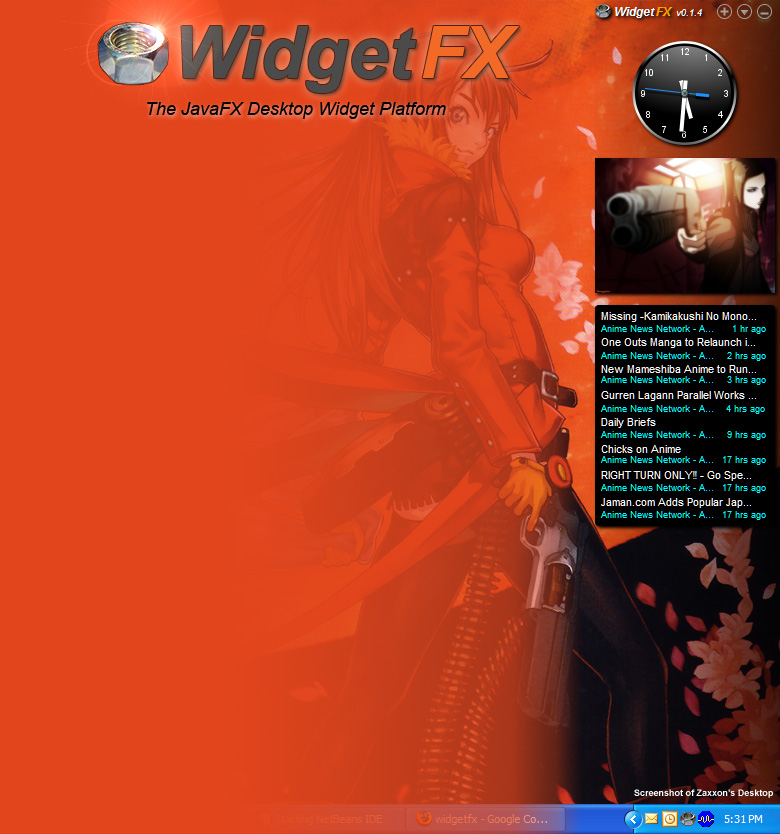 WidgetFX
The JavaFX Desktop Widget Platform
WidgetFX v0.1.4
12
11 1
10 2
9 3
8 4
7 5
0
Missing -Kamikakushi No Mono...
Anime News Network - A... 1 hr ago
One Outs Manga to Relaunch i...
Anime News Network - A... 2 hrs ago
New Mameshiba Anime to Run...
Anime News Network - A... 3 hrs ago
Gurren Lagann Parallel Works ...
Anime News Network - A... 4 hrs ago
Daily Briefs
Anime News Network - A... 9 hrs ago
Chicks on Anime
Anime News Network - A... 17 hrs ago
RIGHT TURN ONLY!! - Go Spe...
Anime News Network - A... 17 hrs ago
Jaman.com Adds Popular Jap...
Anime News Network - A... 17 hrs ago
Screenshot of Zaxxon's Desktop
NetBeans IDE
widgetfx - Google Co...
5:31 PM